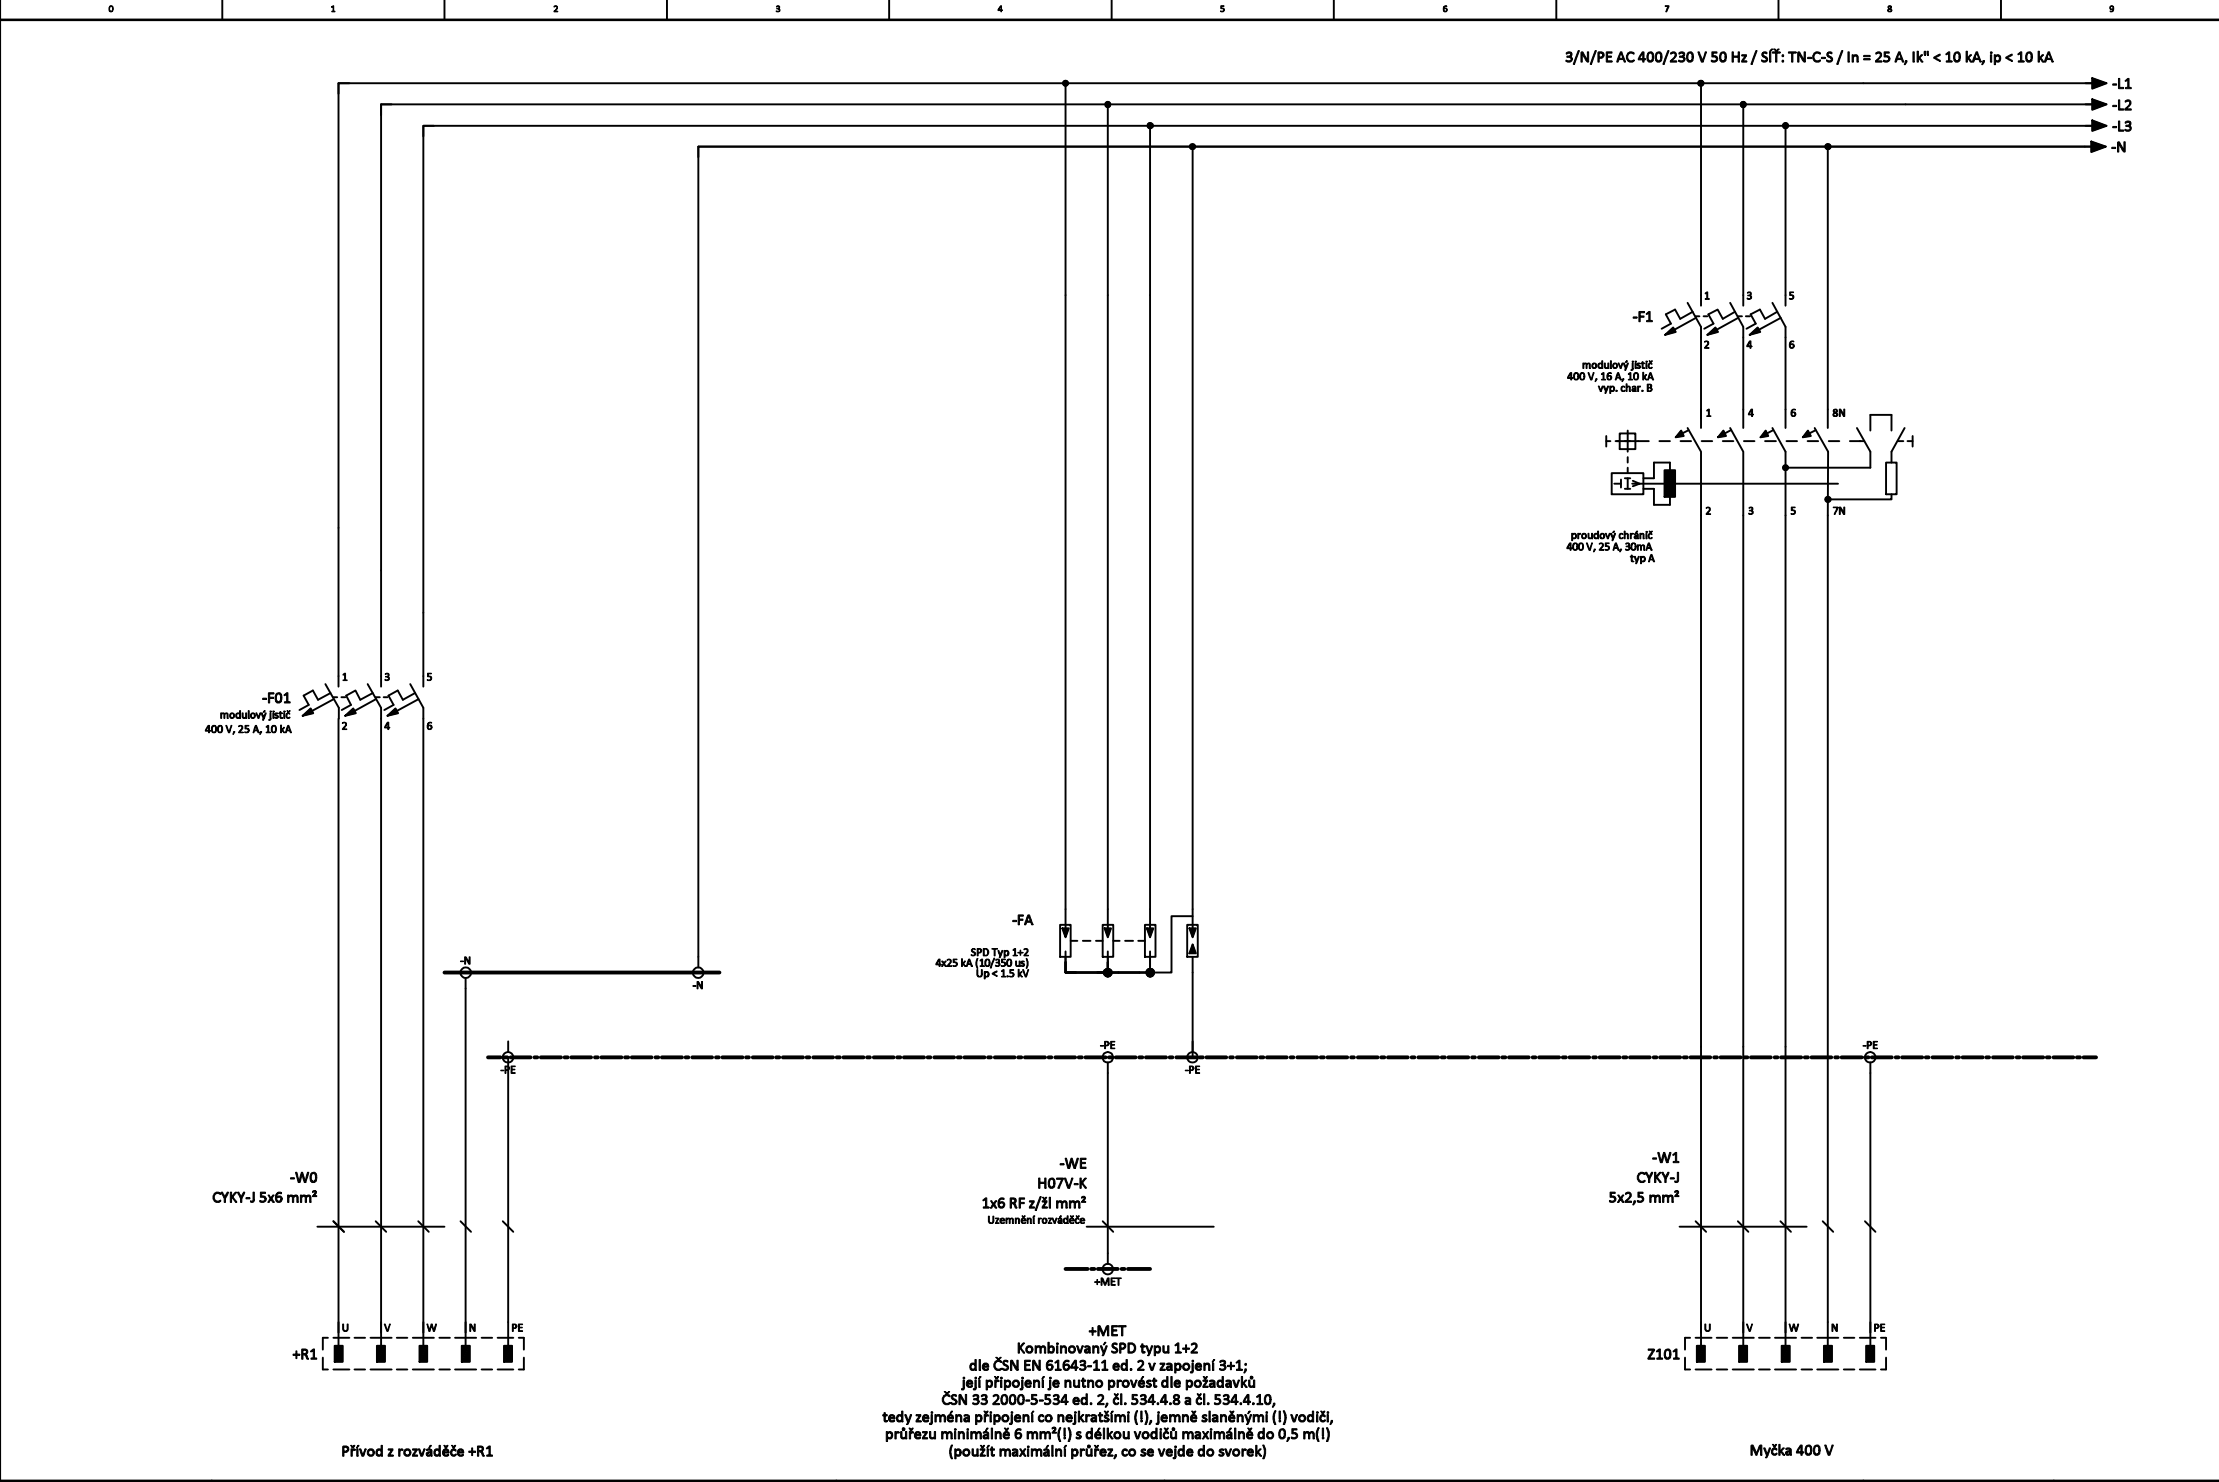 0 1 2 3 4 5 6 7 8 9
3/N/PE AC 400/230 V 50 Hz / SÍŤ: TN-C-S / In = 25 A, Ik" < 10 kA, ip < 10 kA
-L1
-L2
-L3
-N
1 3 5
-F1
2 4 6
modulový jistič
400 V, 16 A, 10 kA
vyp. char. B
1 4 6 8N
2 3 5 7N
proudový chránič
400 V, 25 A, 30mA
typ A
1 3 5
-F01
modulový jistič
400 V, 25 A, 10 kA
2 4 6
-FA
SPD Typ 1+2
4x25 kA (10/350 us)
Up < 1.5 kV
-N
-N
-PE
-PE
-PE
-PE
-W0
CYKY-J 5x6 mm²
-WE
H07V-K
1x6 RF z/žl mm²
Uzemnění rozváděče
-W1
CYKY-J
5x2,5 mm²
+MET
U V W N PE
+R1
U V W N PE
Z101
+MET
Kombinovaný SPD typu 1+2
dle ČSN EN 61643-11 ed. 2 v zapojení 3+1;
její připojení je nutno provést dle požadavků
ČSN 33 2000-5-534 ed. 2, čl. 534.4.8 a čl. 534.4.10,
tedy zejména připojení co nejkratšími (!), jemně slaněnými (!) vodiči,
průřezu minimálně 6 mm²(!) s délkou vodičů maximálně do 0,5 m(!)
(použít maximální průřez, co se vejde do svorek)
Přívod z rozváděče +R1
Myčka 400 V